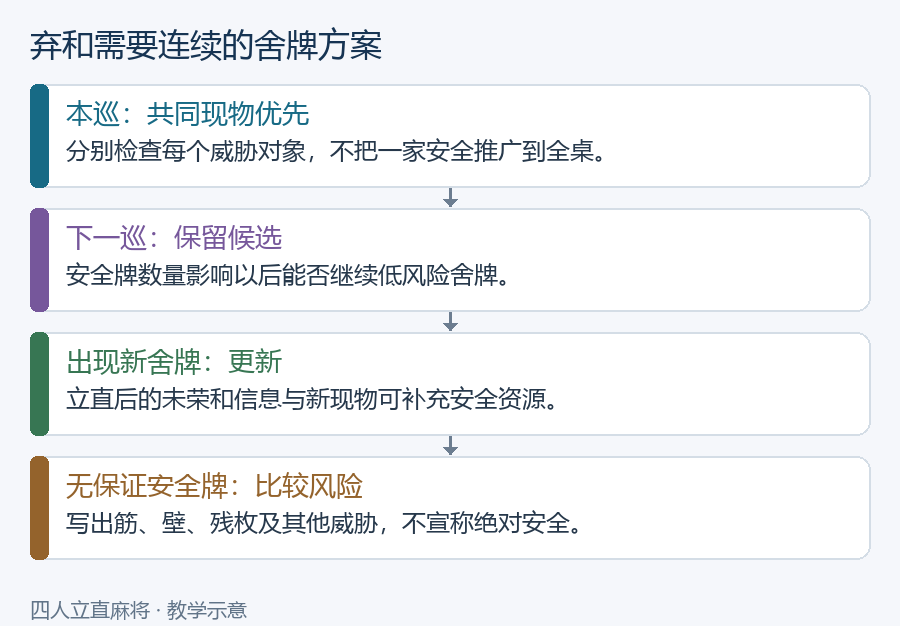 弃和需要连续的舍牌方案
本巡：共同现物优先
分别检查每个威胁对象，不把一家安全推广到全桌。
下一巡：保留候选
安全牌数量影响以后能否继续低风险舍牌。
出现新舍牌：更新
立直后的未荣和信息与新现物可补充安全资源。
无保证安全牌：比较风险
写出筋、壁、残枚及其他威胁，不宣称绝对安全。
四人立直麻将 · 教学示意